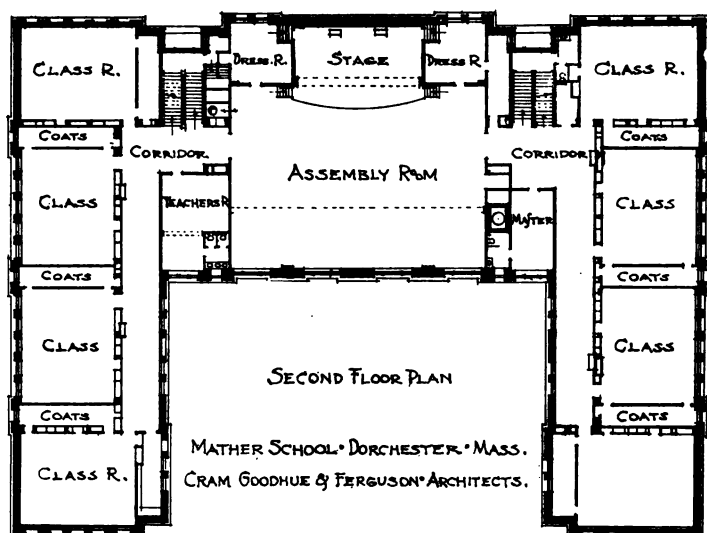 CLASS R.
DRESS. R.
STAGE
DRESS R
CLASS R.
COATS
COATS
CORRIDOR.
CORRIDOR
ASSEMBLY ROOM
CLASS
TEACHERS R
MASTER
CLASS
COATS
COATS
CLASS
CLASS
SECOND FLOOR PLAN
COATS
COATS
MATHER SCHOOL · DORCHESTER · MASS.
CLASS R.
CRAM GOODHUE & FERGUSON · ARCHITECTS.